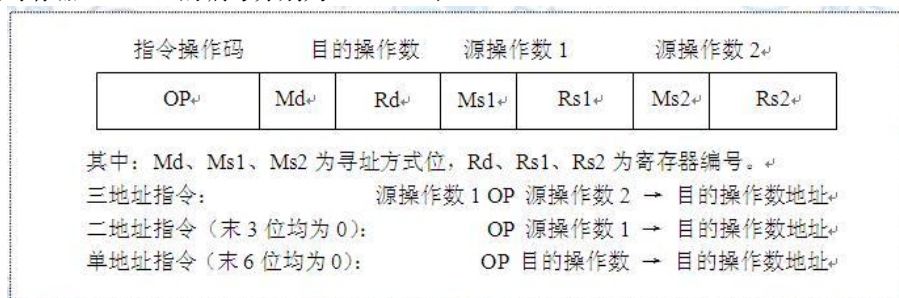 指令操作码 目的操作数 源操作数 1 源操作数 2
OP Md Rd Ms1 Rs1 Ms2 Rs2
其中：Md、Ms1、Ms2 为寻址方式位，Rd、Rs1、Rs2 为寄存器编号。
三地址指令： 源操作数 1 OP 源操作数 2 → 目的操作数地址
二地址指令（末 3 位均为 0）： OP 源操作数 1 → 目的操作数地址
单地址指令（末 6 位均为 0）： OP 目的操作数 → 目的操作数地址